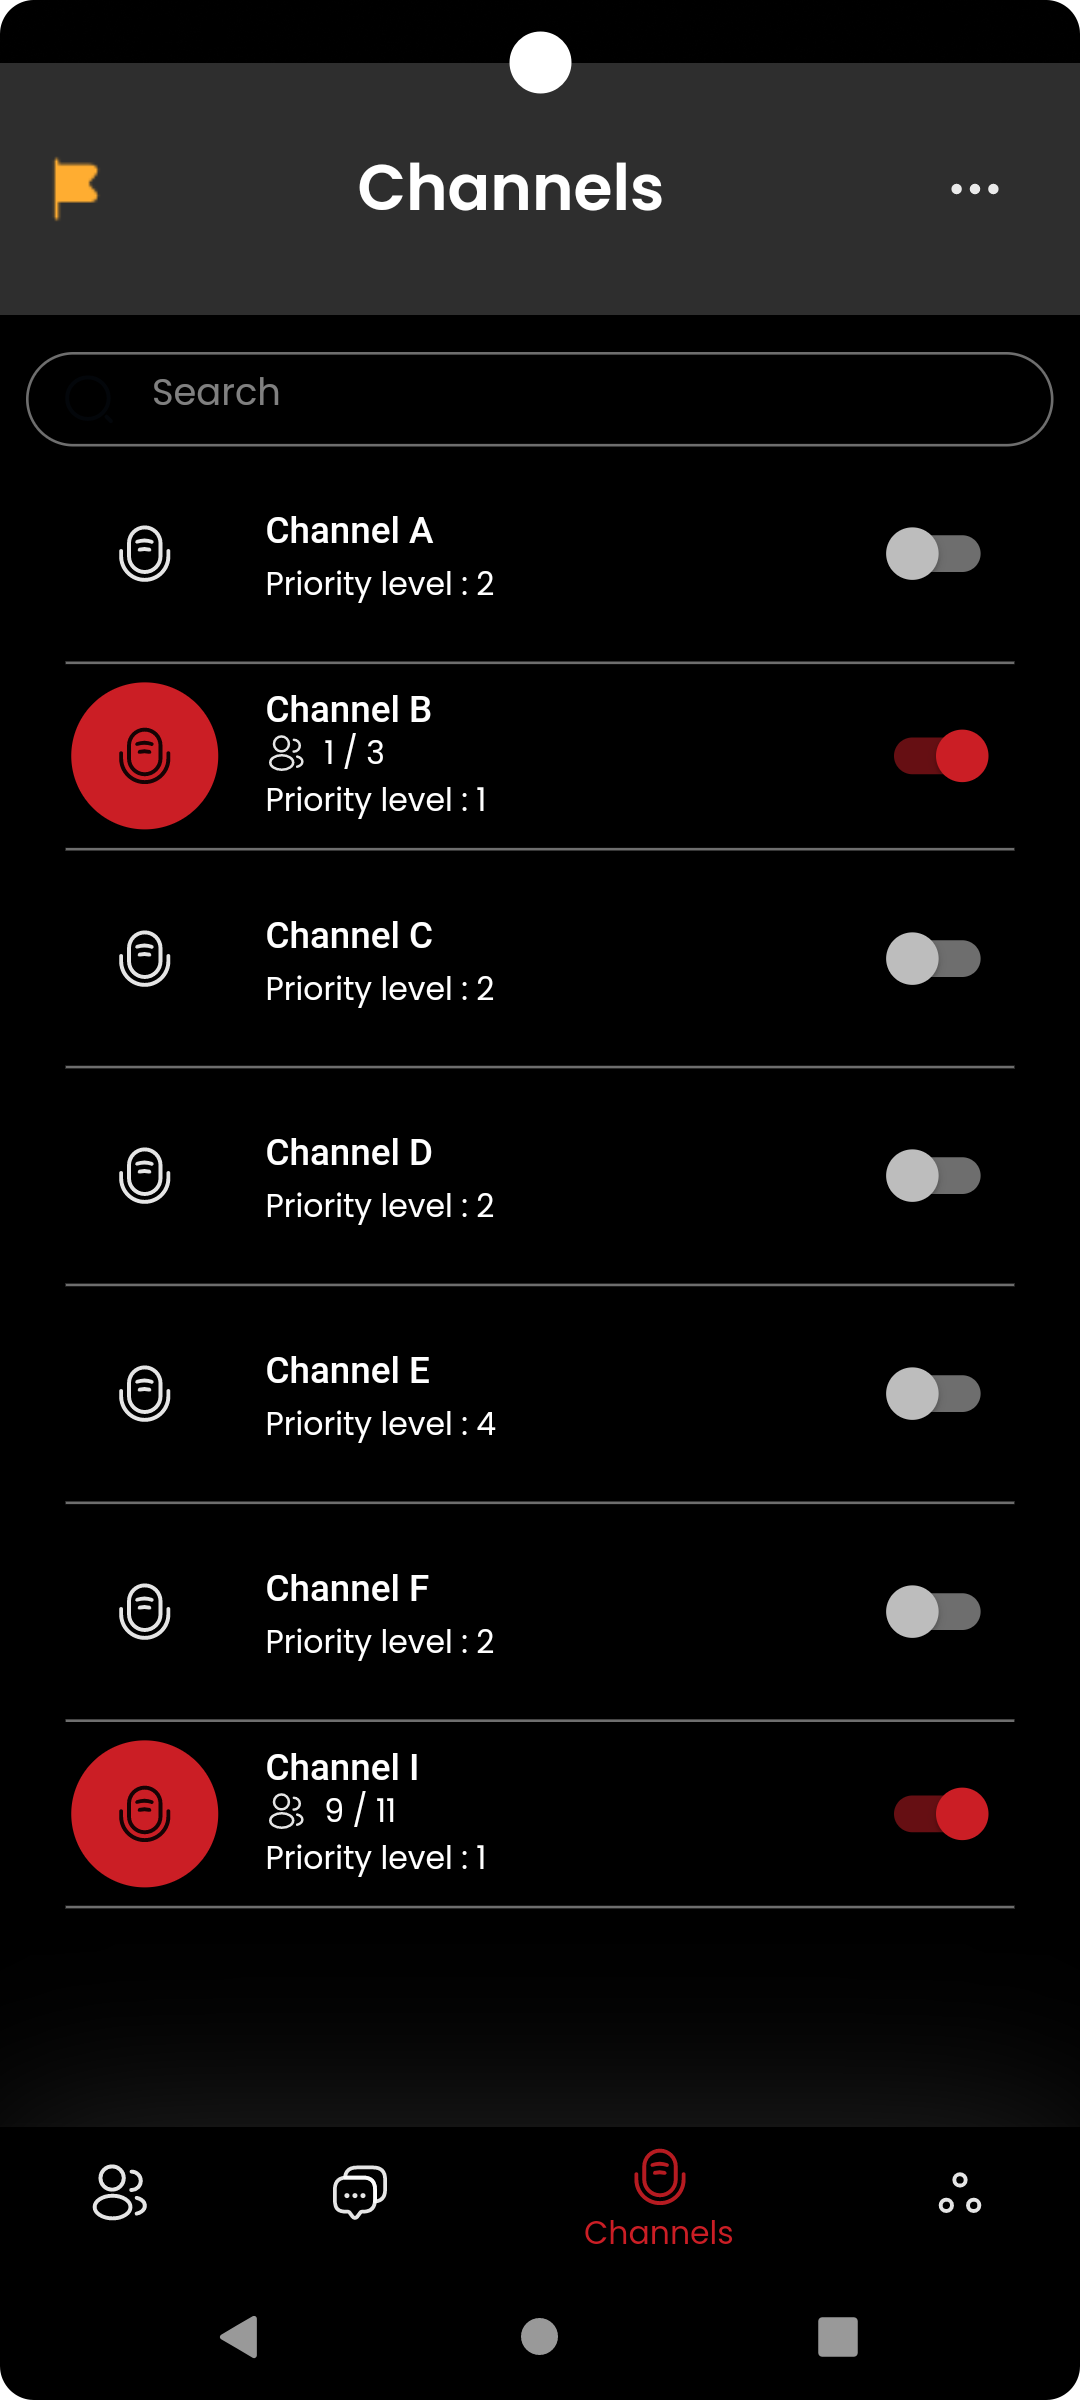 Channels
Search
Channel A
Priority level : 2
Channel B
1 / 3
Priority level : 1
Channel C
Priority level : 2
Channel D
Priority level : 2
Channel E
Priority level : 4
Channel F
Priority level : 2
Channel I
9 / 11
Priority level : 1
Channels